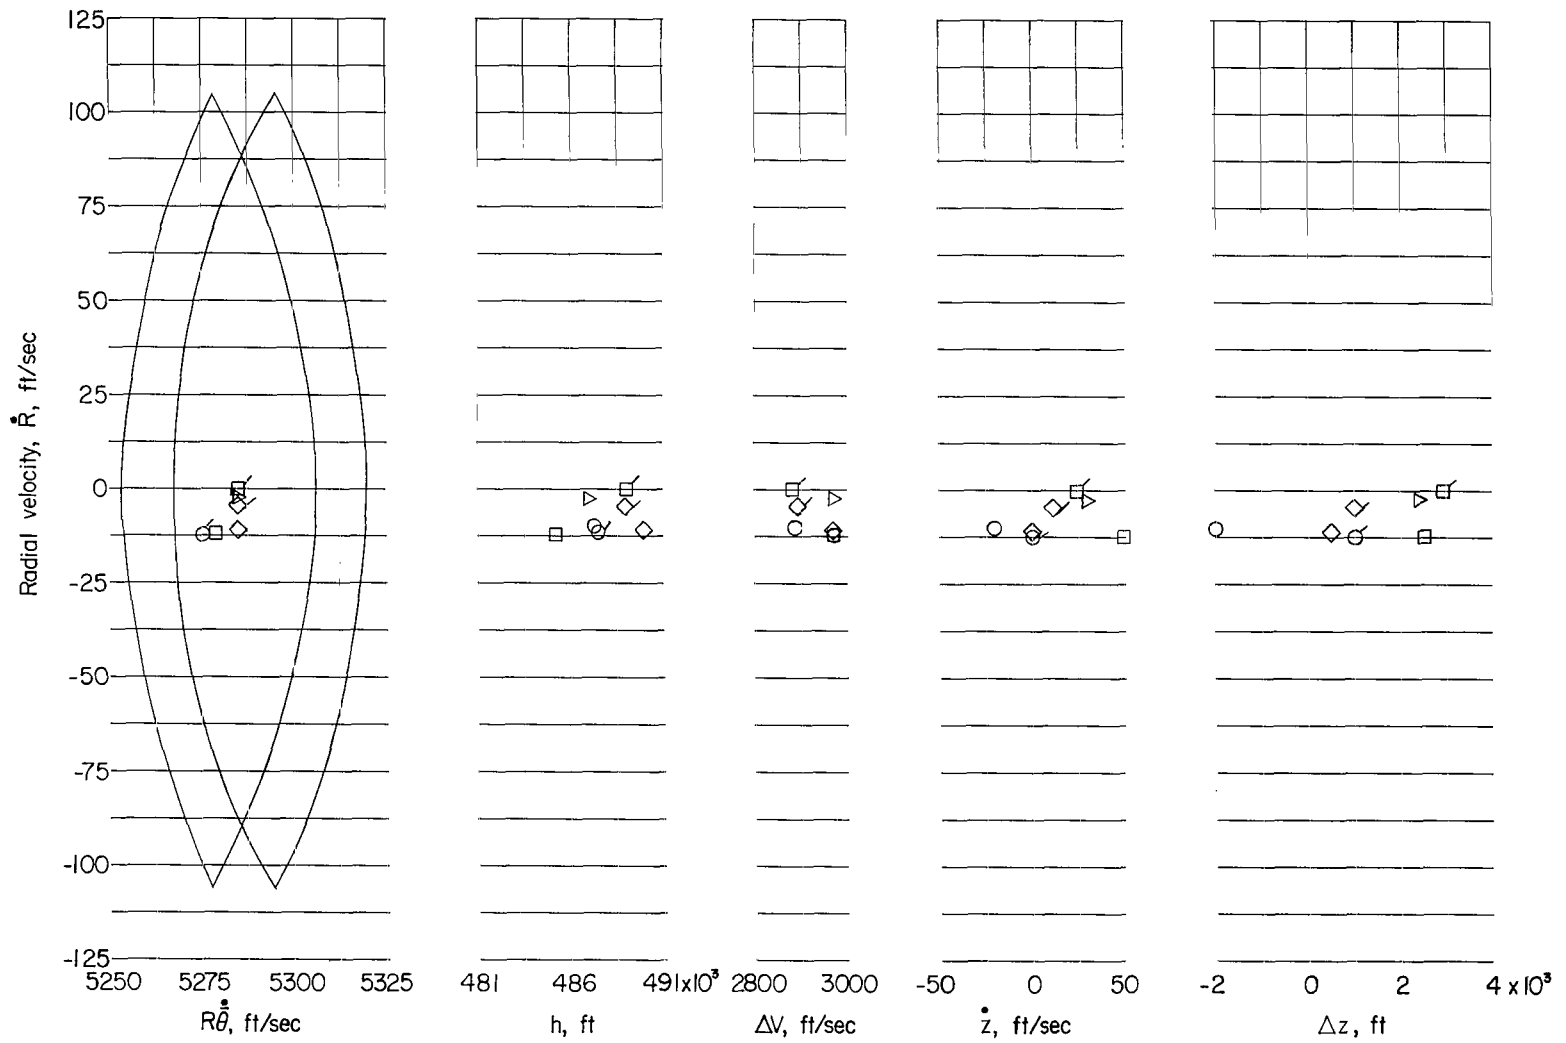 125
100
75
50
25
0
-25
-50
-75
-100
-125
Radial velocity, Ṙ, ft/sec
5250 5275 5300 5325
Rθ̇, ft/sec
481 486 491x10³
h, ft
2800 3000
ΔV, ft/sec
-50 0 50
ż, ft/sec
-2 0 2 4 x 10³
Δz, ft